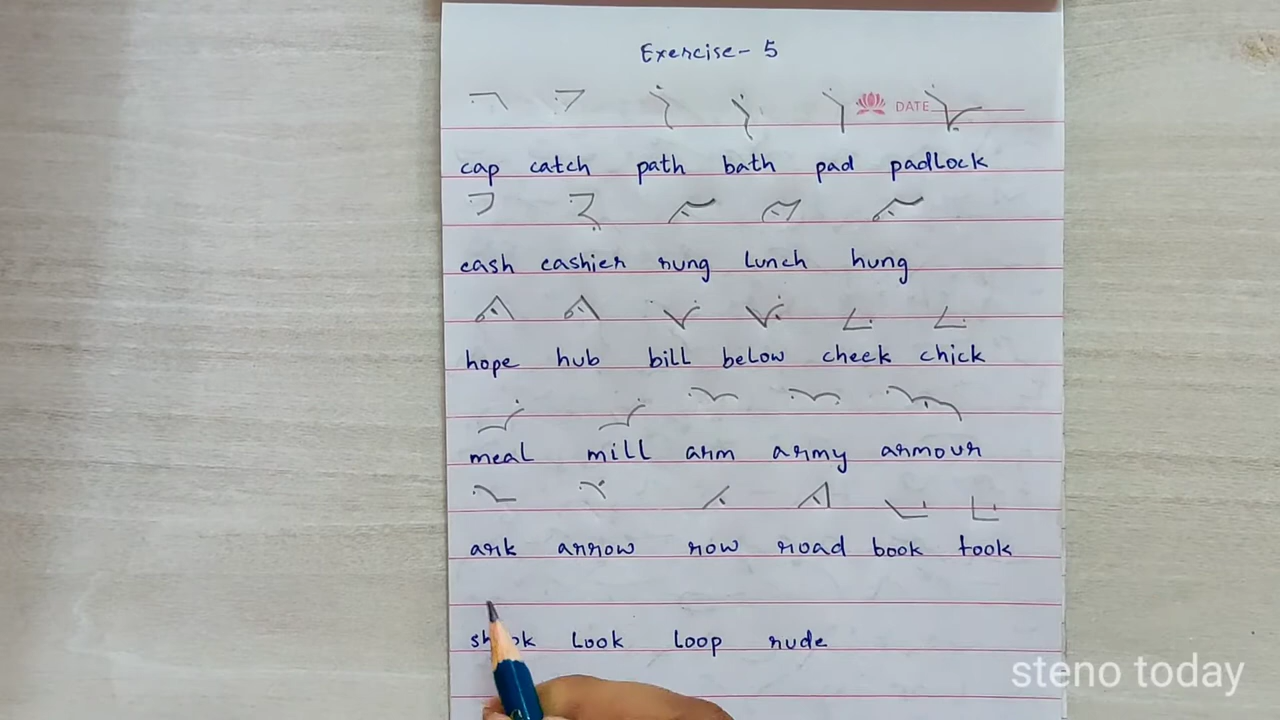 Exercise- 5
DATE
cap catch path bath pad padlock
cash cashier rung lunch hung
hope hub bill below cheek chick
meal mill arm army armour
ark arrow row road book took
look loop rude
steno today